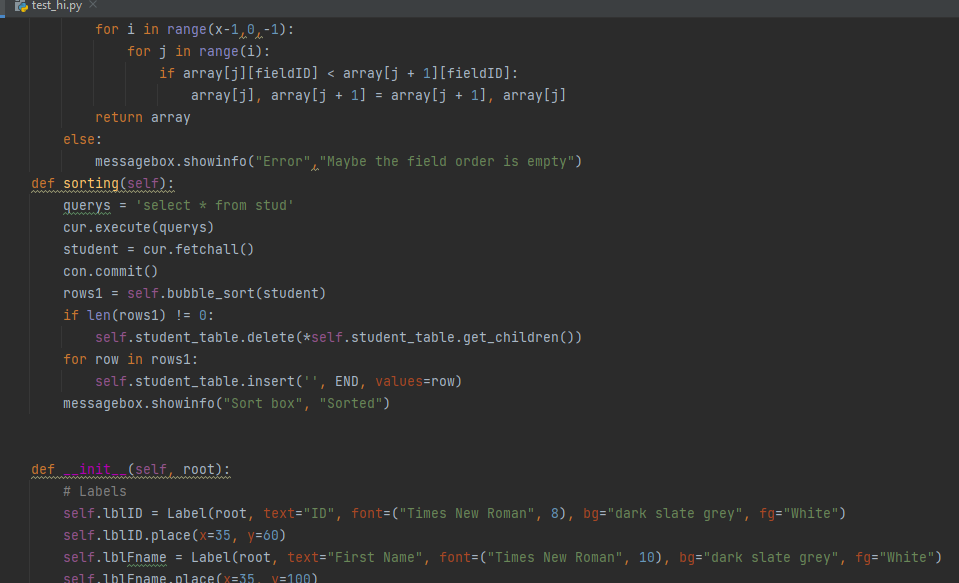 test_hi.py
for i in range(x-1,0,-1):
for j in range(i):
if array[j][fieldID] < array[j + 1][fieldID]:
array[j], array[j + 1] = array[j + 1], array[j]
return array
else:
messagebox.showinfo("Error","Maybe the field order is empty")
def sorting(self):
querys = 'select * from stud'
cur.execute(querys)
student = cur.fetchall()
con.commit()
rows1 = self.bubble_sort(student)
if len(rows1) != 0:
self.student_table.delete(*self.student_table.get_children())
for row in rows1:
self.student_table.insert('', END, values=row)
messagebox.showinfo("Sort box", "Sorted")
def __init__(self, root):
# Labels
self.lblID = Label(root, text="ID", font=("Times New Roman", 8), bg="dark slate grey", fg="White")
self.lblID.place(x=35, y=60)
self.lblFname = Label(root, text="First Name", font=("Times New Roman", 10), bg="dark slate grey", fg="White")
self.lblFname.place(x=35, y=100)